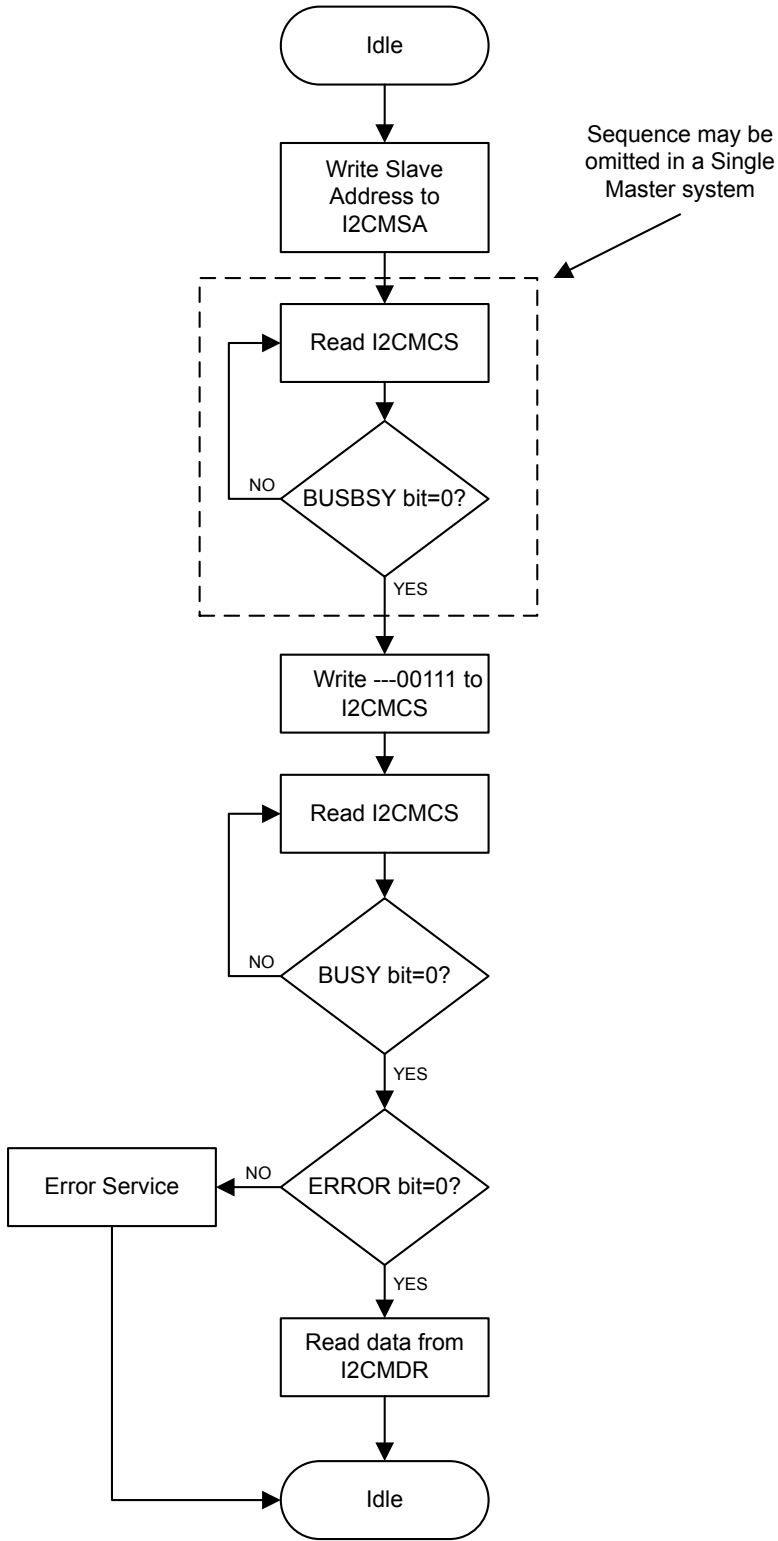 Idle
Write Slave
Address to
I2CMSA
Sequence may be
omitted in a Single
Master system
Read I2CMCS
BUSBSY bit=0?
NO
YES
Write ---00111 to
I2CMCS
Read I2CMCS
BUSY bit=0?
NO
YES
ERROR bit=0?
NO
Error Service
YES
Read data from
I2CMDR
Idle